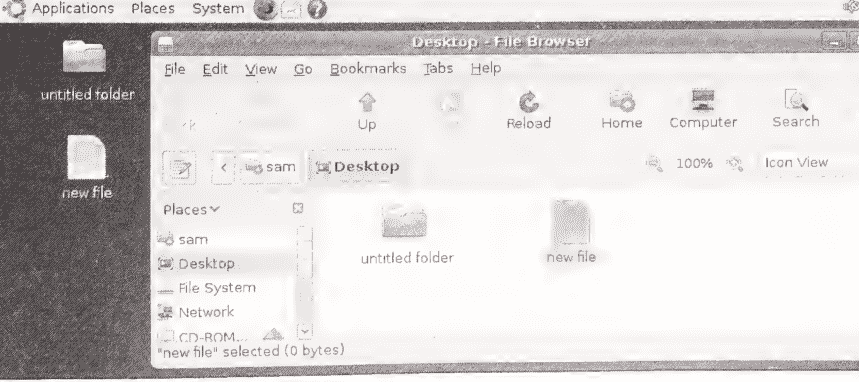 Applications Places System
Desktop - File Browser
untitled folder
new file
File Edit View Go Bookmarks Tabs Help
Up Reload Home Computer Search
sam Desktop 100% Icon View
Places
sam
Desktop
File System
Network
CD-ROM...
untitled folder
new file
"new file" selected (0 bytes)